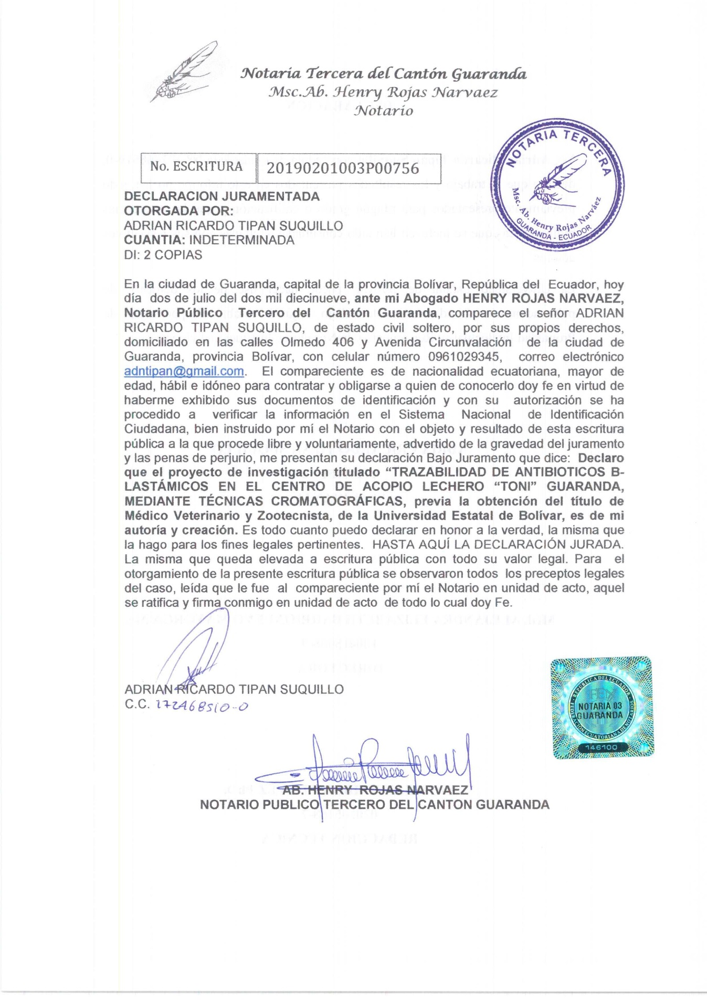 Notaría Tercera del Cantón Guaranda
Msc.Ab. Henry Rojas Narvaez
Notario
NOTARIA TERCERA
Msc. Ab. Henry Rojas Narváez
GUARANDA - ECUADOR
No. ESCRITURA 20190201003P00756
DECLARACION JURAMENTADA
OTORGADA POR:
ADRIAN RICARDO TIPAN SUQUILLO
CUANTIA: INDETERMINADA
DI: 2 COPIAS
En la ciudad de Guaranda, capital de la provincia Bolívar, República del Ecuador, hoy
día dos de julio del dos mil diecinueve, ante mi Abogado HENRY ROJAS NARVAEZ,
Notario Público Tercero del Cantón Guaranda, comparece el señor ADRIAN
RICARDO TIPAN SUQUILLO, de estado civil soltero, por sus propios derechos,
domiciliado en las calles Olmedo 406 y Avenida Circunvalación de la ciudad de
Guaranda, provincia Bolívar, con celular número 0961029345, correo electrónico
adntipan@gmail.com. El compareciente es de nacionalidad ecuatoriana, mayor de
edad, hábil e idóneo para contratar y obligarse a quien de conocerlo doy fe en virtud de
haberme exhibido sus documentos de identificación y con su autorización se ha
procedido a verificar la información en el Sistema Nacional de Identificación
Ciudadana, bien instruido por mí el Notario con el objeto y resultado de esta escritura
pública a la que procede libre y voluntariamente, advertido de la gravedad del juramento
y las penas de perjurio, me presentan su declaración Bajo Juramento que dice: Declaro
que el proyecto de investigación titulado “TRAZABILIDAD DE ANTIBIOTICOS B-
LASTÁMICOS EN EL CENTRO DE ACOPIO LECHERO “TONI” GUARANDA,
MEDIANTE TÉCNICAS CROMATOGRÁFICAS, previa la obtención del título de
Médico Veterinario y Zootecnista, de la Universidad Estatal de Bolívar, es de mi
autoría y creación. Es todo cuanto puedo declarar en honor a la verdad, la misma que
la hago para los fines legales pertinentes. HASTA AQUÍ LA DECLARACIÓN JURADA.
La misma que queda elevada a escritura pública con todo su valor legal. Para el
otorgamiento de la presente escritura pública se observaron todos los preceptos legales
del caso, leída que le fue al compareciente por mí el Notario en unidad de acto, aquel
se ratifica y firma conmigo en unidad de acto de todo lo cual doy Fe.
ADRIAN RICARDO TIPAN SUQUILLO
C.C. 172468510-0
REPÚBLICA DEL ECUADOR
FEN
NOTARIA 03
GUARANDA
FEDERACIÓN ECUATORIANA DE NOTARIOS
146100
AB. HENRY ROJAS NARVAEZ
NOTARIO PUBLICO TERCERO DEL CANTON GUARANDA